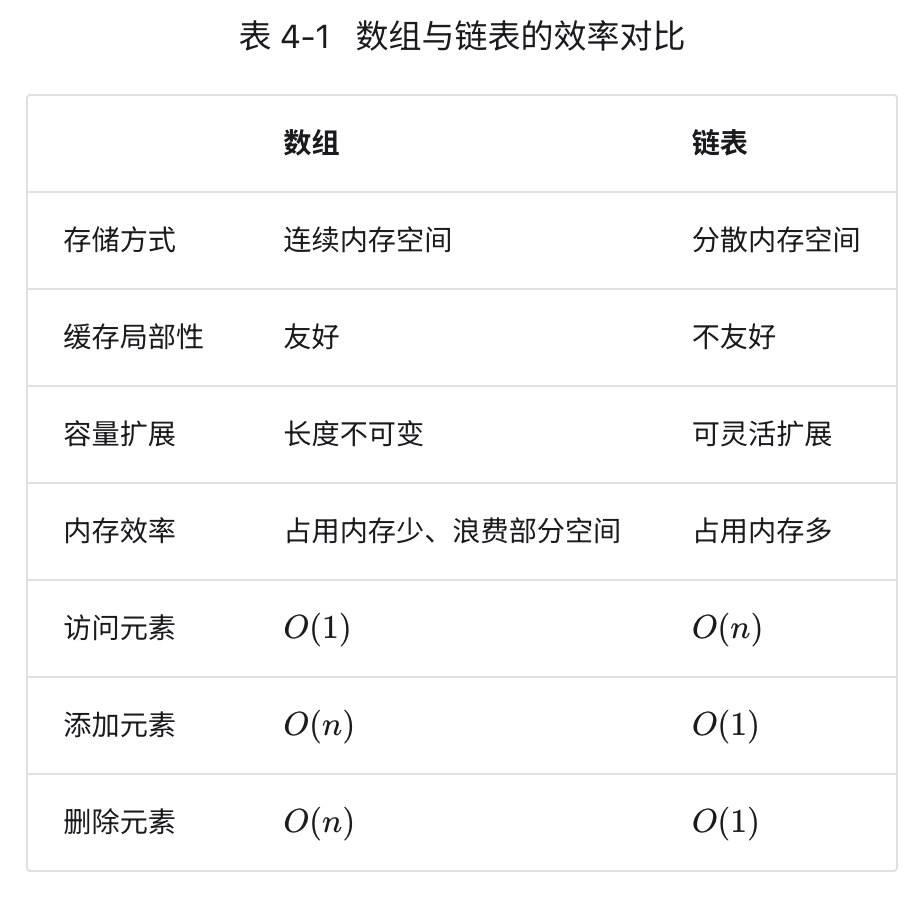 表 4-1 数组与链表的效率对比
数组 链表
存储方式 连续内存空间 分散内存空间
缓存局部性 友好 不友好
容量扩展 长度不可变 可灵活扩展
内存效率 占用内存少、浪费部分空间 占用内存多
访问元素 O(1) O(n)
添加元素 O(n) O(1)
删除元素 O(n) O(1)